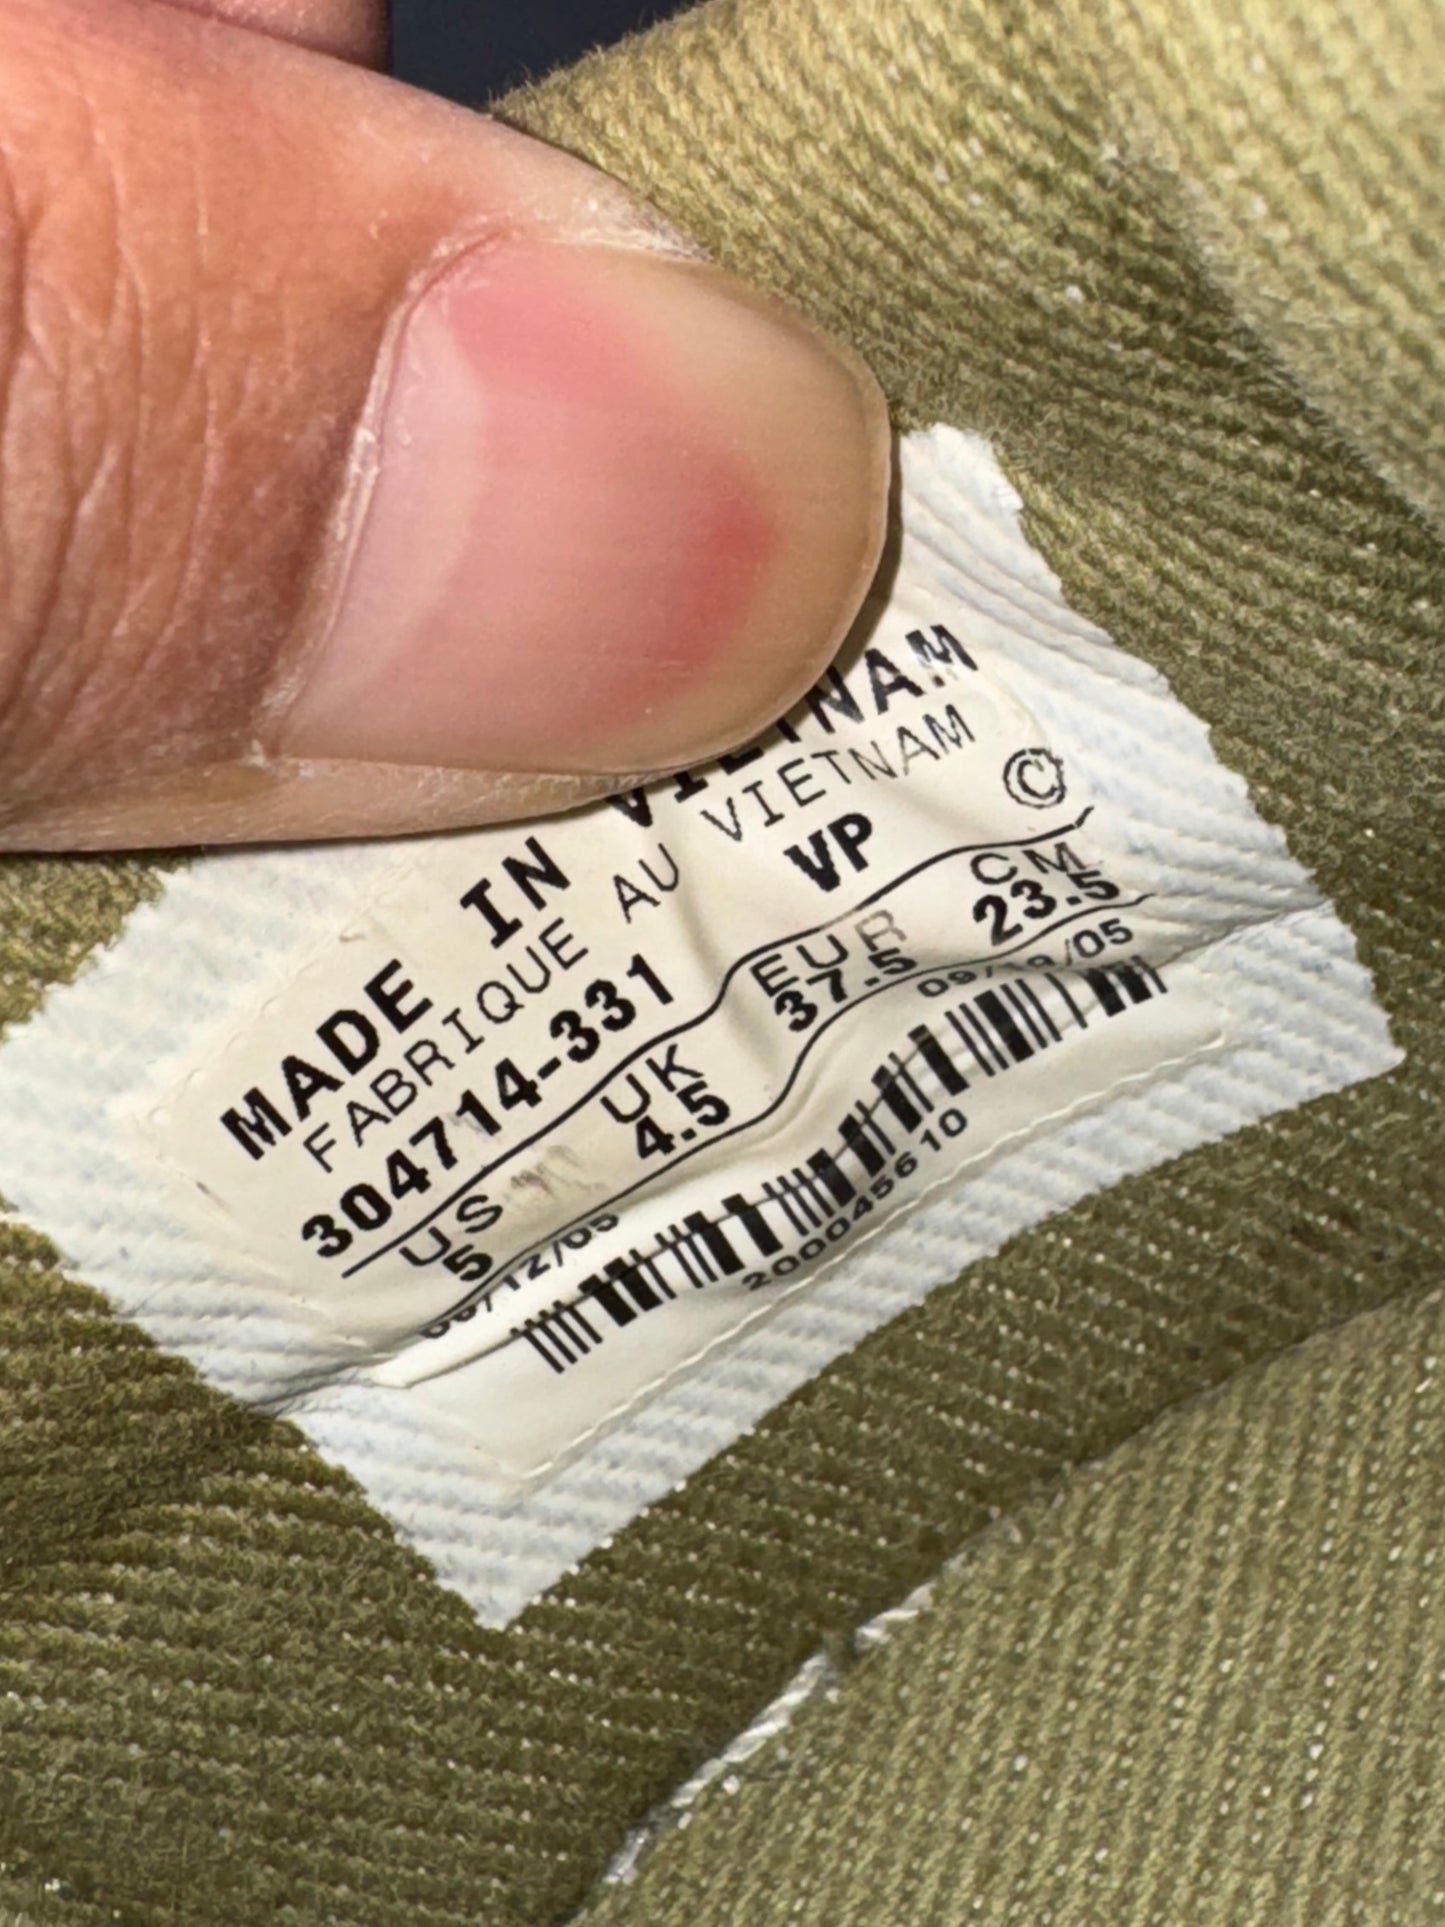 MADE IN VIETNAM
FABRIQUE AU VIETNAM
304714-331 VP ©
US UK EUR CM
5 4.5 37.5 23.5
09/19/05
2000445610